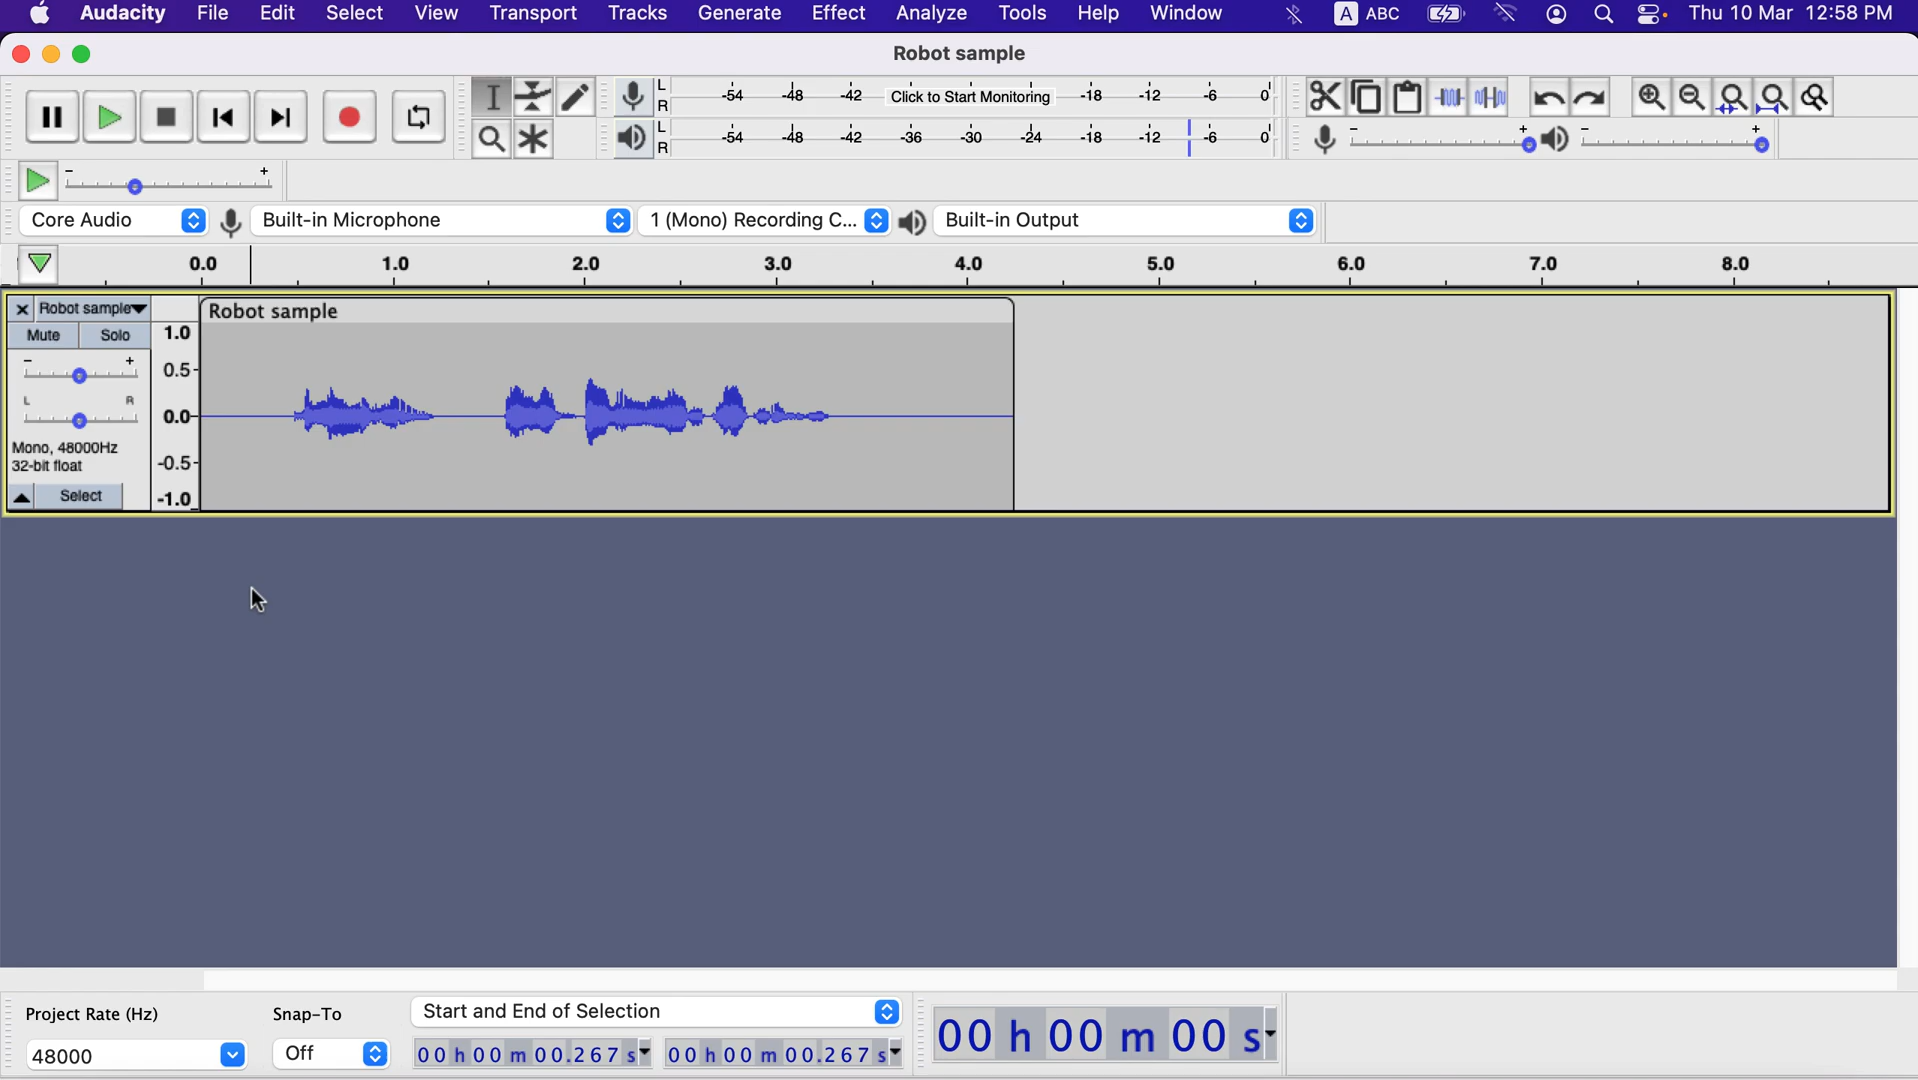 Audacity File Edit Select View Transport Tracks Generate Effect Analyze Tools Help Window A ABC Thu 10 Mar 12:58 PM
Robot sample
L R -54 -48 -42 Click to Start Monitoring -18 -12 -6 0
L R -54 -48 -42 -36 -30 -24 -18 -12 -6 0
- + - +
- +
Core Audio Built-in Microphone 1 (Mono) Recording C... Built-in Output
0.0 1.0 2.0 3.0 4.0 5.0 6.0 7.0 8.0
Robot sample Robot sample
Mute Solo 1.0
- + 0.5
L R 0.0
Mono, 48000Hz
32-bit float -0.5
Select -1.0
Project Rate (Hz) Snap-To Start and End of Selection
48000 Off 00 h 00 m 00.267 s 00 h 00 m 00.267 s 00 h 00 m 00 s